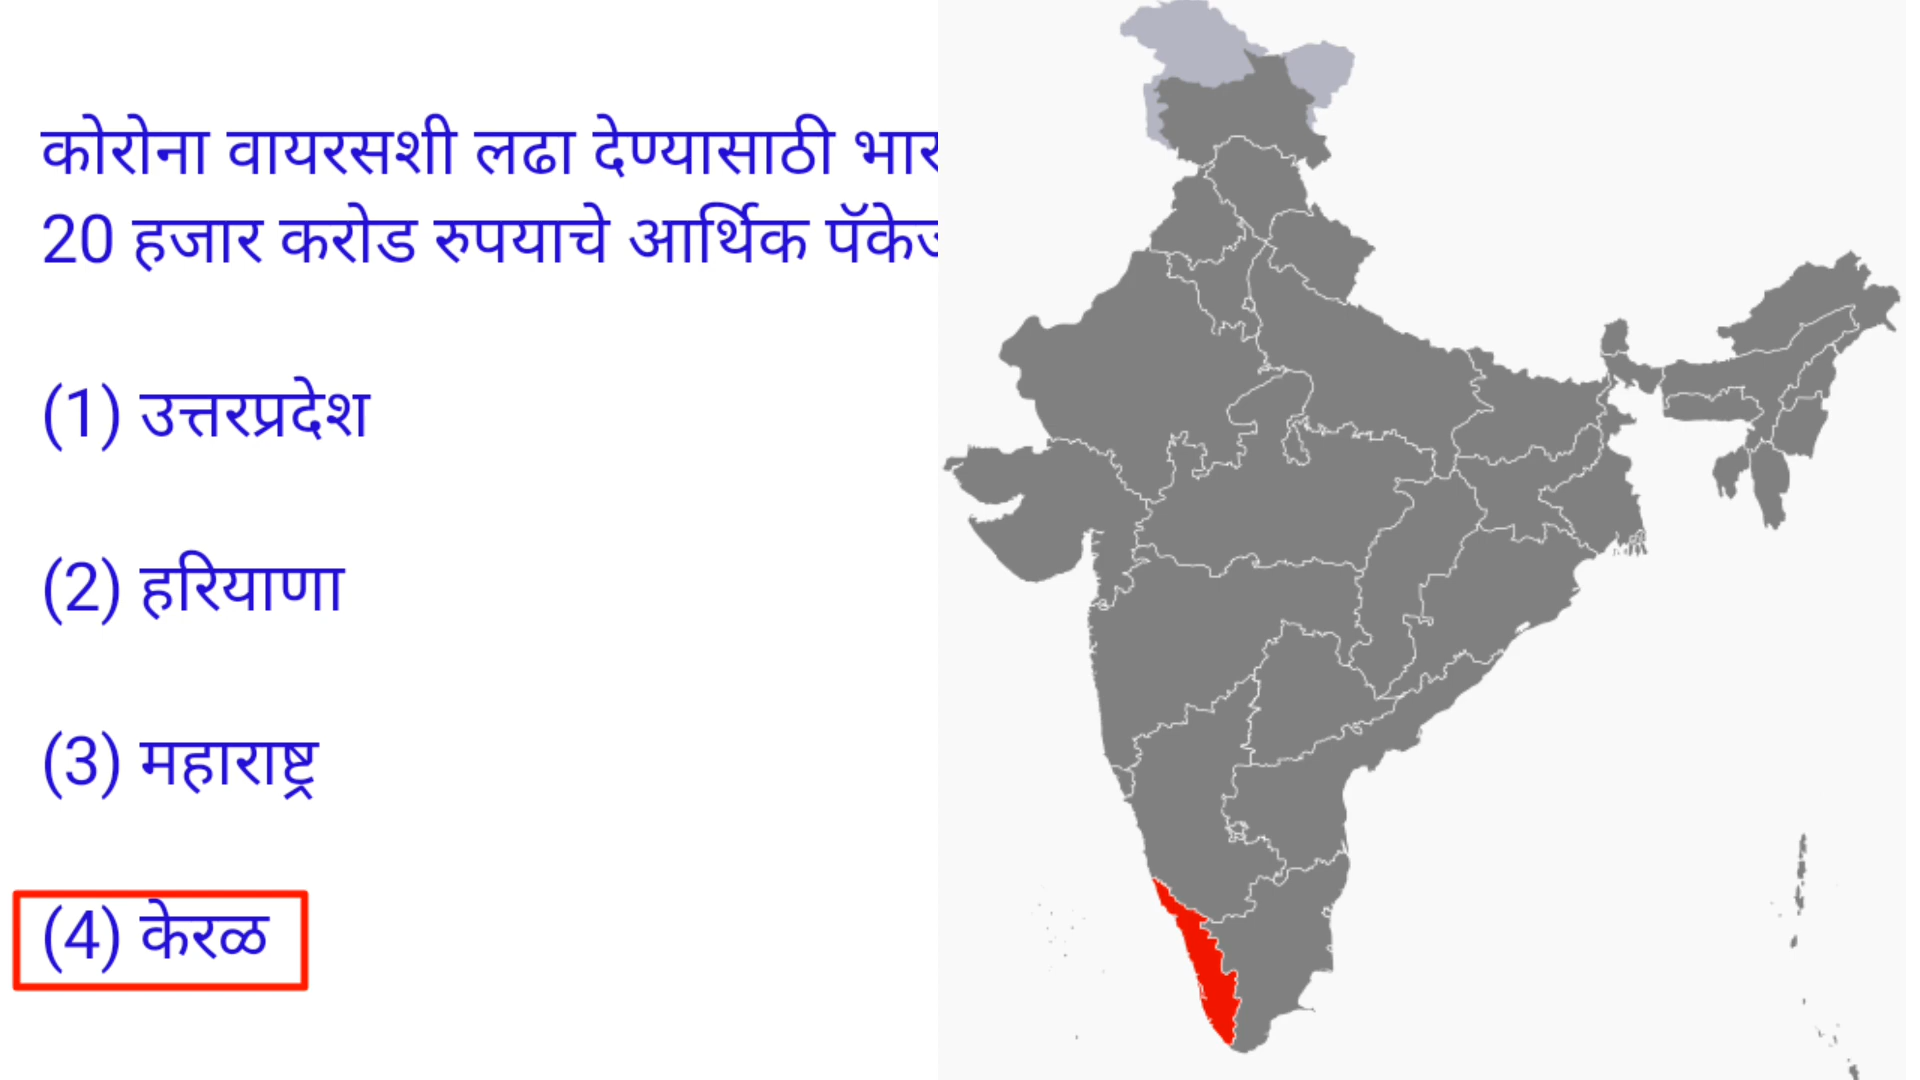 कोरोना वायरसशी लढा देण्यासाठी
20 हजार करोड रुपयाचे आर्थिक
(1) उत्तरप्रदेश
(2) हरियाणा
(3) महाराष्ट्र
(4) केरळ